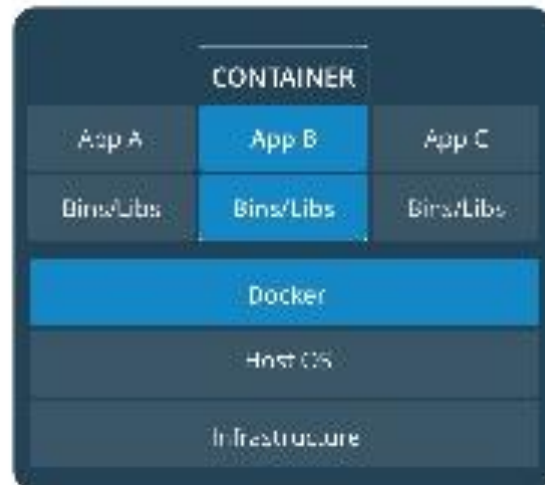 CONTAINER
App A App B App C
Bins/Libs Bins/Libs Bins/Libs
Docker
Host OS
Infrastructure